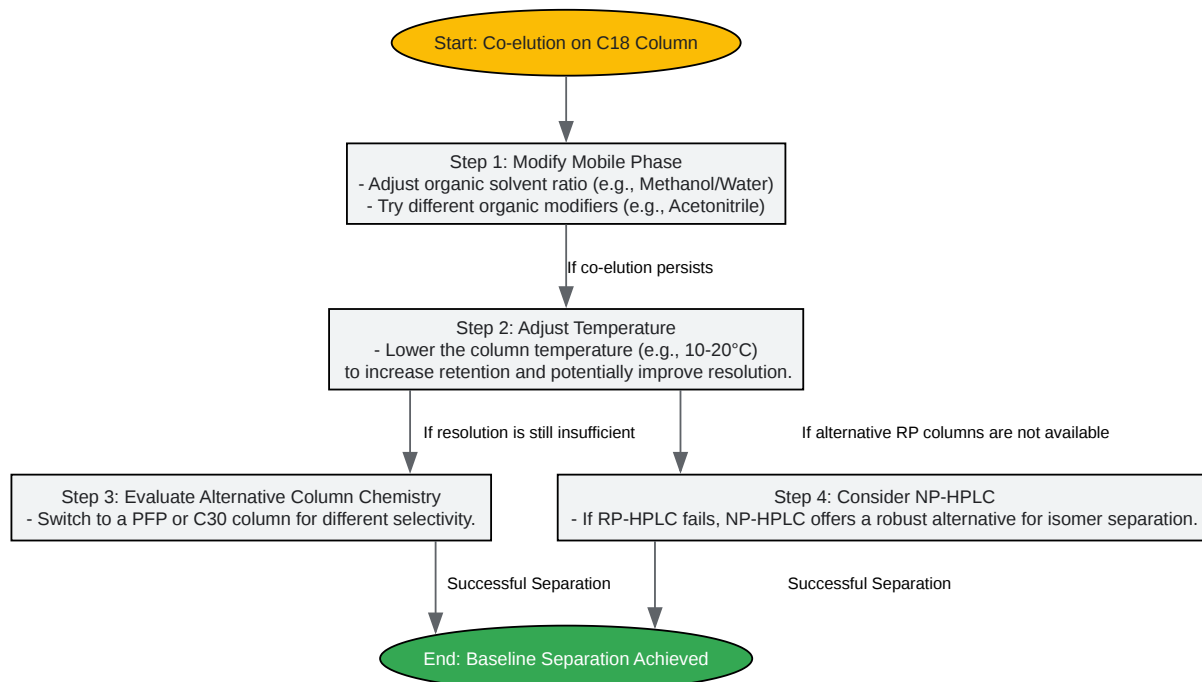 Start: Co-elution on C18 Column
Step 1: Modify Mobile Phase
- Adjust organic solvent ratio (e.g., Methanol/Water)
- Try different organic modifiers (e.g., Acetonitrile)
If co-elution persists
Step 2: Adjust Temperature
- Lower the column temperature (e.g., 10-20°C)
to increase retention and potentially improve resolution.
If resolution is still insufficient
If alternative RP columns are not available
Step 3: Evaluate Alternative Column Chemistry
- Switch to a PFP or C30 column for different selectivity.
Step 4: Consider NP-HPLC
- If RP-HPLC fails, NP-HPLC offers a robust alternative for isomer separation.
Successful Separation
Successful Separation
End: Baseline Separation Achieved